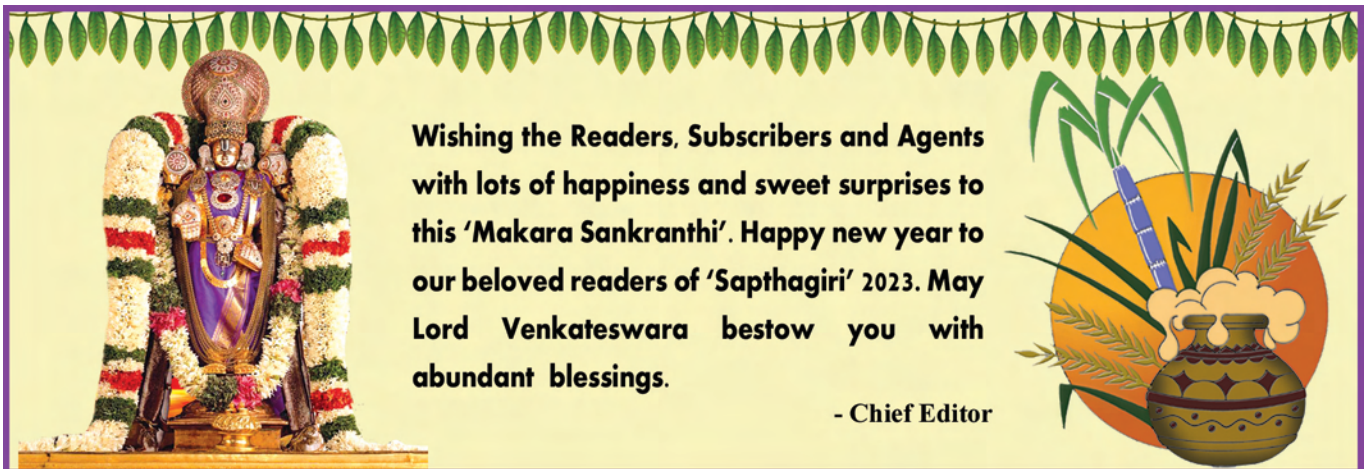 Wishing the Readers, Subscribers and Agents
with lots of happiness and sweet surprises to
this ‘Makara Sankranthi’. Happy new year to
our beloved readers of ‘Sapthagiri’ 2023. May
Lord Venkateswara bestow you with
abundant blessings.
- Chief Editor